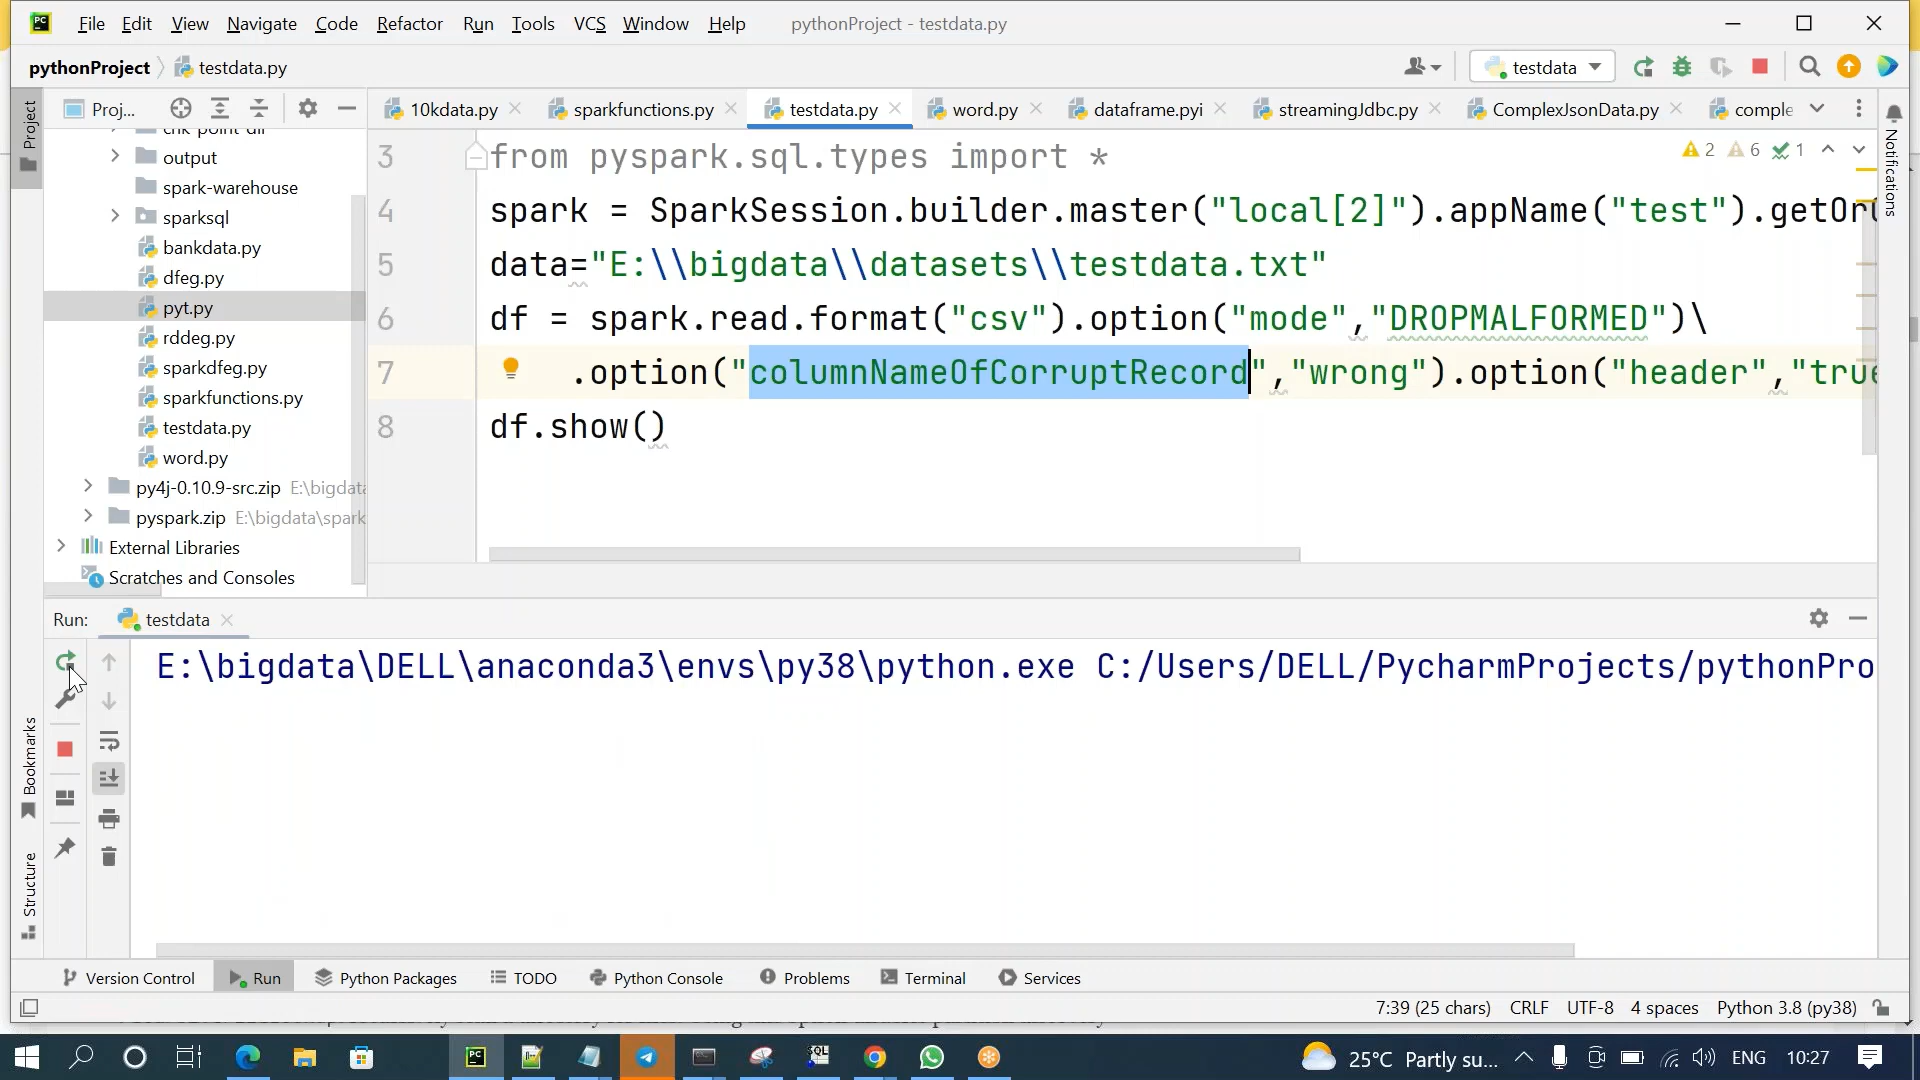 File Edit View Navigate Code Refactor Run Tools VCS Window Help pythonProject - testdata.py
pythonProject testdata.py testdata
Project Proj... 10kdata.py sparkfunctions.py testdata.py word.py dataframe.pyi streamingJdbc.py ComplexJsonData.py comple
Notifications
chk-point-dir
output
spark-warehouse
sparksql
bankdata.py
dfeg.py
pyt.py
rddeg.py
sparkdfeg.py
sparkfunctions.py
testdata.py
word.py
py4j-0.10.9-src.zip E:\bigdata
pyspark.zip E:\bigdata\spark
External Libraries
Scratches and Consoles
2 6 1
3 from pyspark.sql.types import *
4 spark = SparkSession.builder.master("local[2]").appName("test").getOr
5 data="E:\\bigdata\\datasets\\testdata.txt"
6 df = spark.read.format("csv").option("mode","DROPMALFORMED")\
7 .option("columnNameOfCorruptRecord","wrong").option("header","true
8 df.show()
Run: testdata
E:\bigdata\DELL\anaconda3\envs\py38\python.exe C:/Users/DELL/PycharmProjects/pythonPro
Bookmarks
Structure
Version Control Run Python Packages TODO Python Console Problems Terminal Services
7:39 (25 chars) CRLF UTF-8 4 spaces Python 3.8 (py38)
25°C Partly su... ENG 10:27